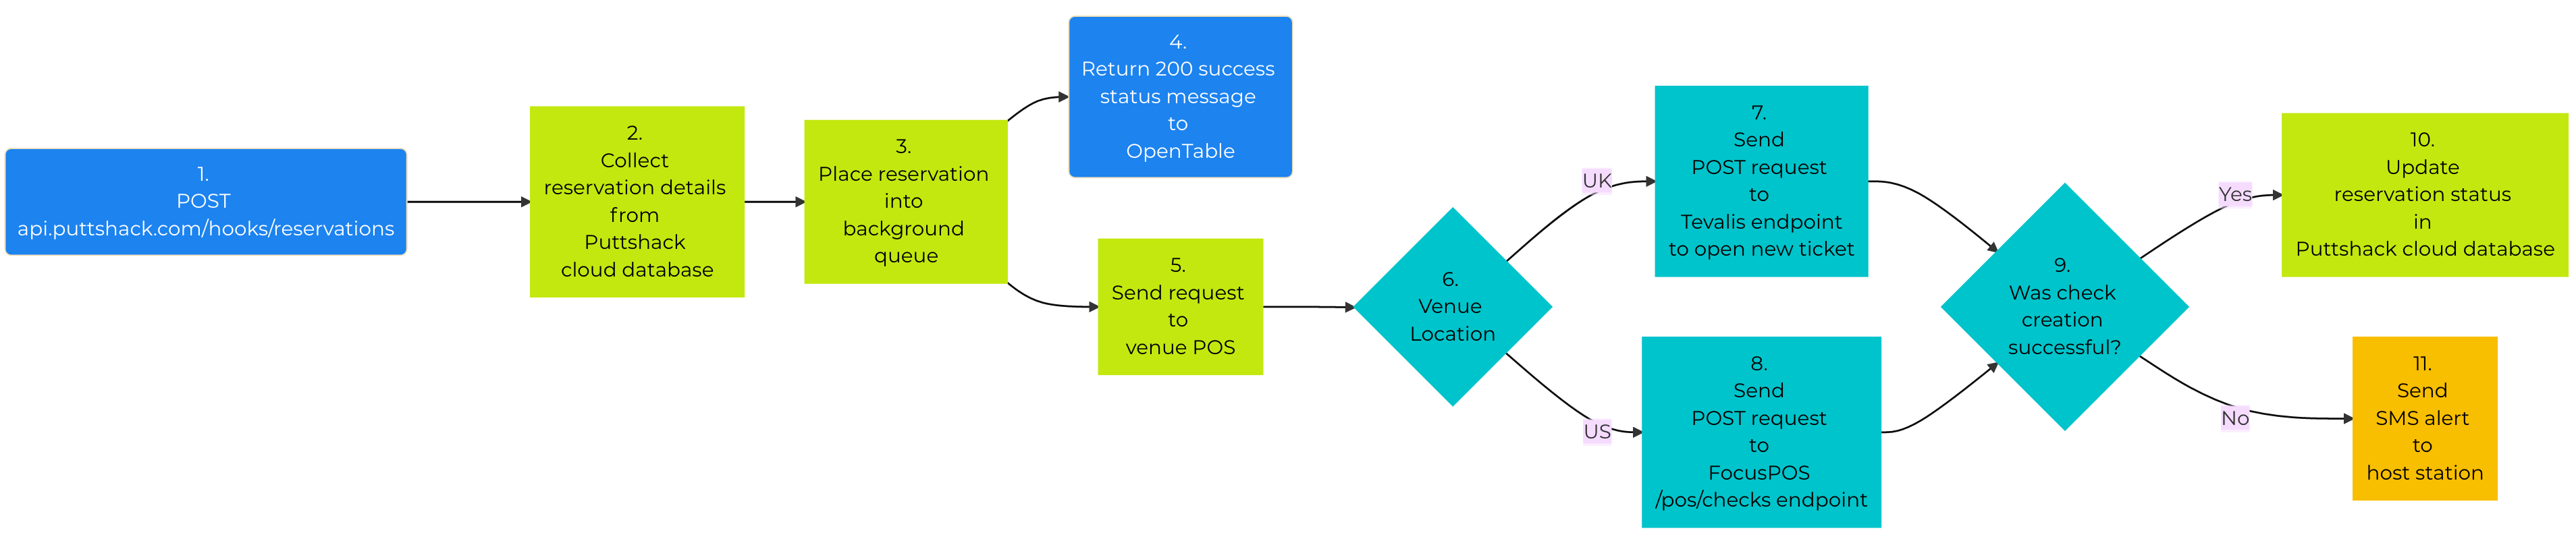 1.
POST
api.puttshack.com/hooks/reservations
2.
Collect
reservation details
from
Puttshack
cloud database
3.
Place reservation
into
background
queue
4.
Return 200 success
status message
to
OpenTable
5.
Send request
to
venue POS
6.
Venue
Location
UK
US
7.
Send
POST request
to
Tevalis endpoint
to open new ticket
8.
Send
POST request
to
FocusPOS
/pos/checks endpoint
9.
Was check
creation
successful?
Yes
No
10.
Update
reservation status
in
Puttshack cloud database
11.
Send
SMS alert
to
host station